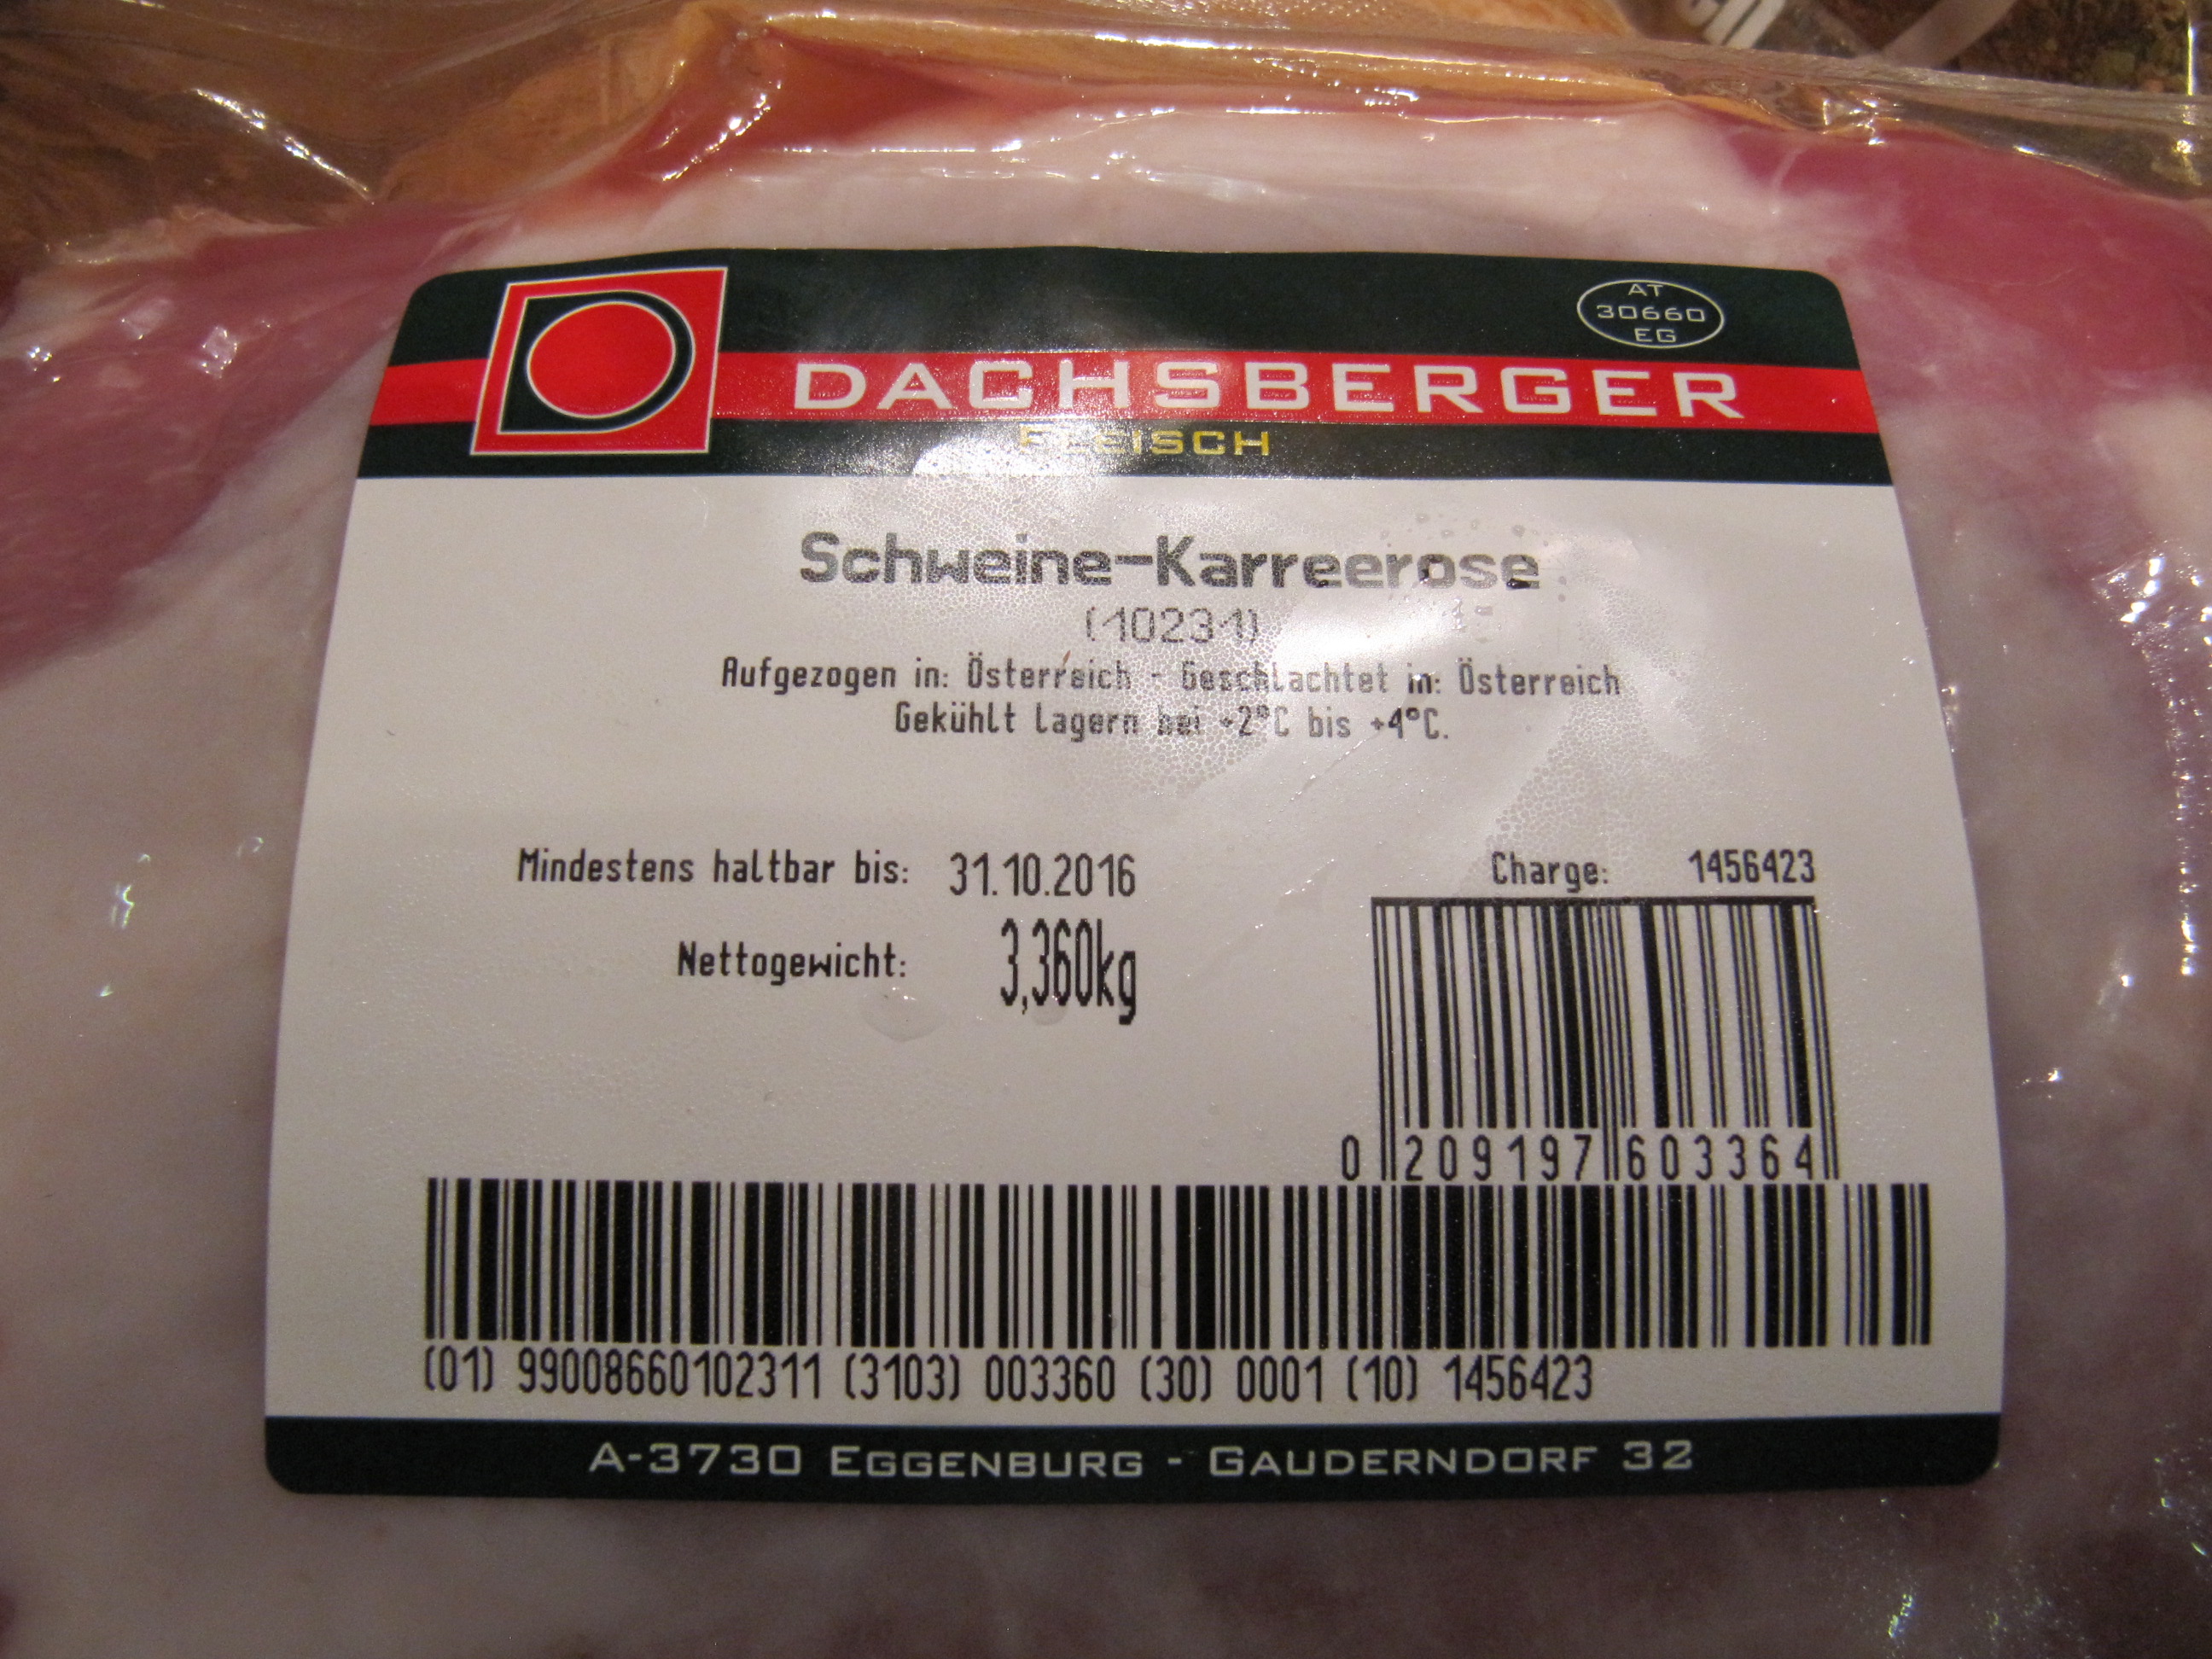 AT
30660
EG
DACHSBERGER
FLEISCH
Schweine-Karreerose
(10231)
Aufgezogen in: Österreich - Geschlachtet in: Österreich
Gekühlt lagern bei +2°C bis +4°C.
Mindestens haltbar bis: 31.10.2016
Charge: 1456423
Nettogewicht: 3,360kg
0 209197 603364
(01) 99008660102311 (3103) 003360 (30) 0001 (10) 1456423
A-3730 EGGENBURG - GAUDERNDORF 32